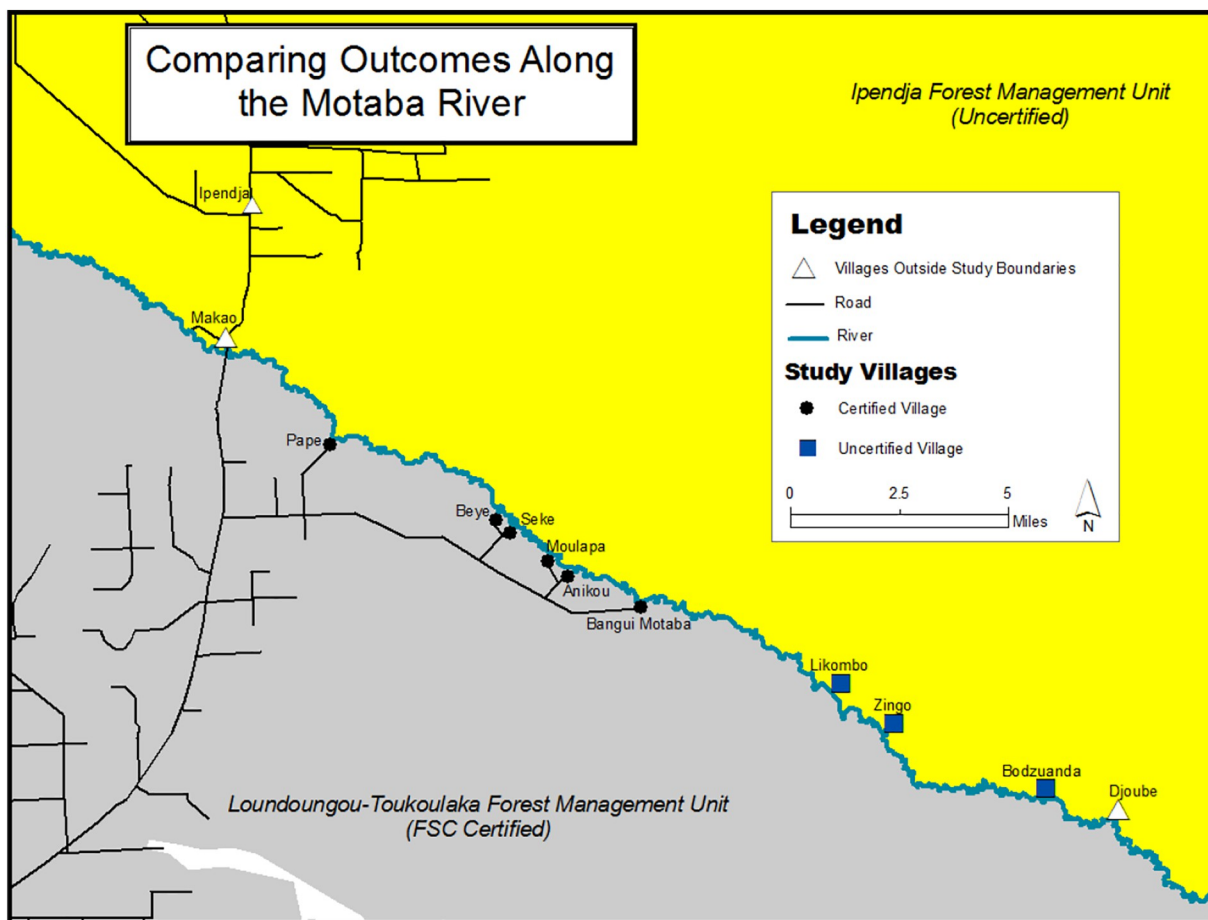 Comparing Outcomes Along
the Motaba River
Ipendja Forest Management Unit
(Uncertified)
Ipendja
Legend
Villages Outside Study Boundaries
Road
River
Study Villages
Certified Village
Uncertified Village
0 2.5 5
Miles
N
Makao
Pape
Beye
Seke
Moulapa
Anikou
Bangui Motaba
Likombo
Zingo
Bodzuanda
Djoube
Loundoungou-Toukoulaka Forest Management Unit
(FSC Certified)